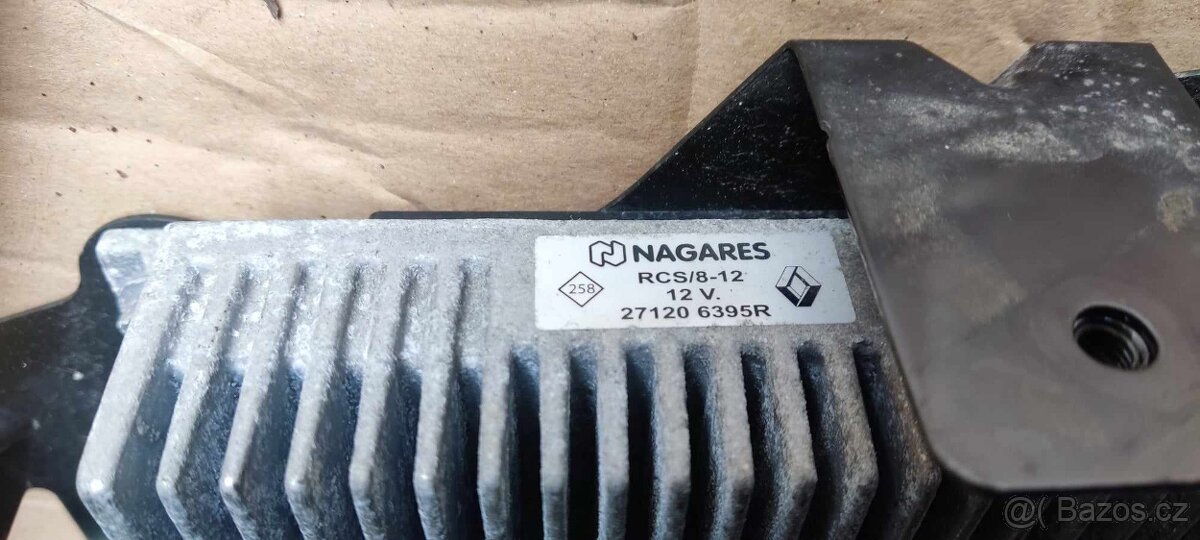 NAGARES
RCS/8-12
258
12 V.
27120 6395R
@( Bazos.cz